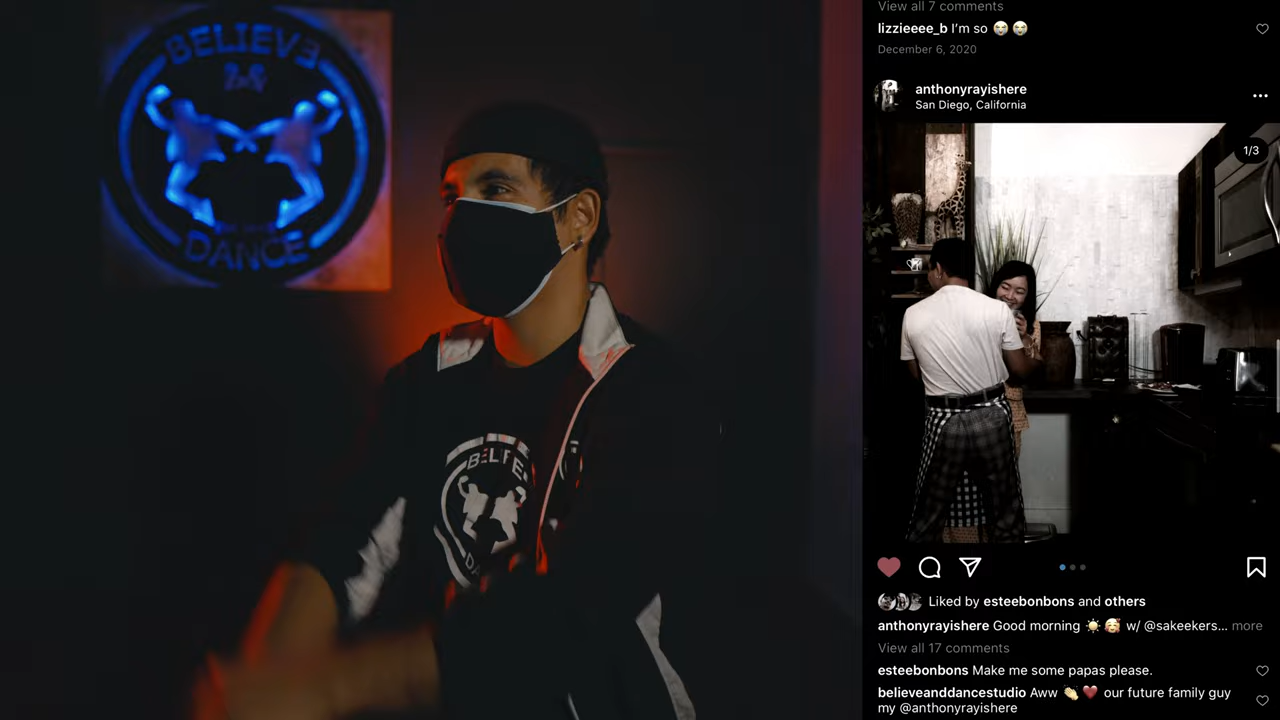 BELIEVE
2&
DANCE
BELIEVE
View all 7 comments
lizzieeee_b I'm so 😭 😭
December 6, 2020
anthonyrayishere
San Diego, California
1/3
Liked by esteebonbons and others
anthonyrayishere Good morning ☀️ 🥰 w/ @sakeekers... more
View all 17 comments
esteebonbons Make me some papas please.
believeanddancestudio Aww 👏 ❤️ our future family guy
my @anthonyrayishere